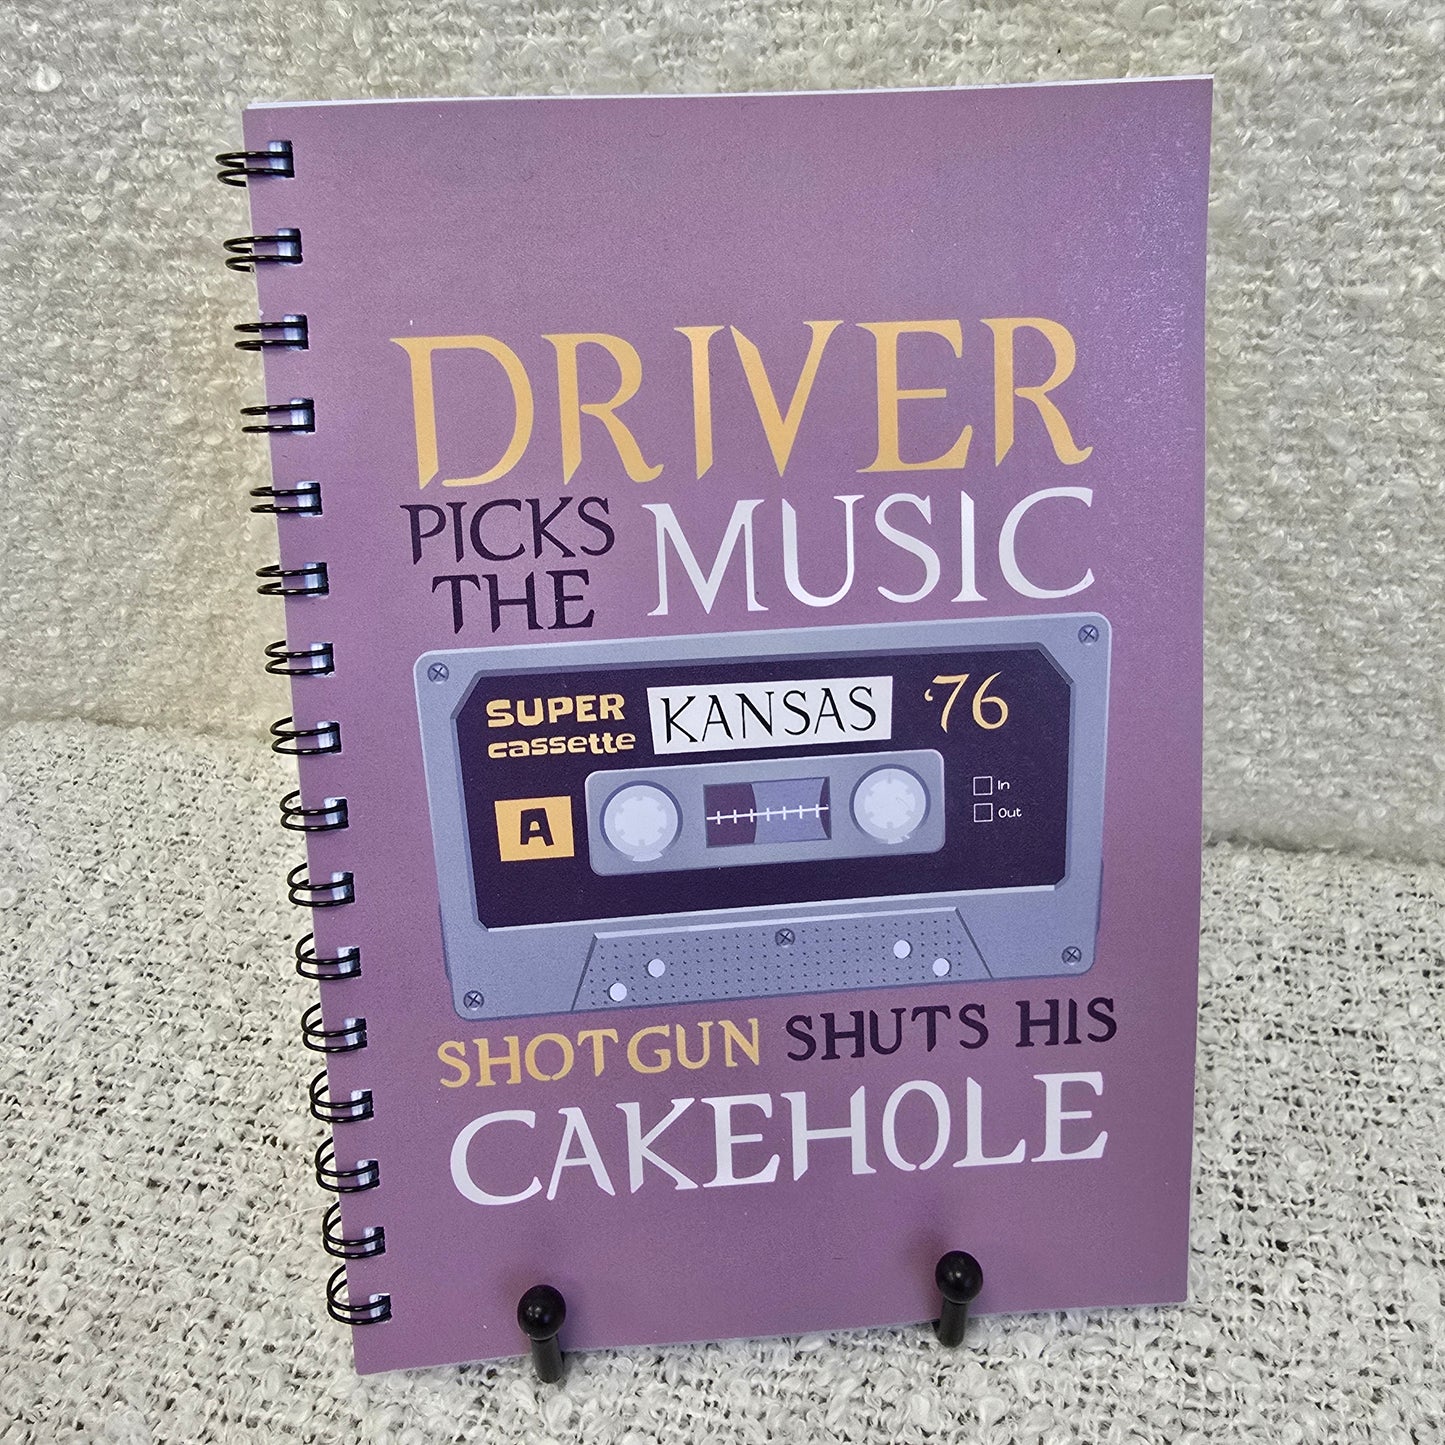 DRIVER
PICKS
THE
MUSIC
SUPER
cassette
KANSAS
'76
A
In
Out
SHOTGUN SHUTS HIS
CAKEHOLE